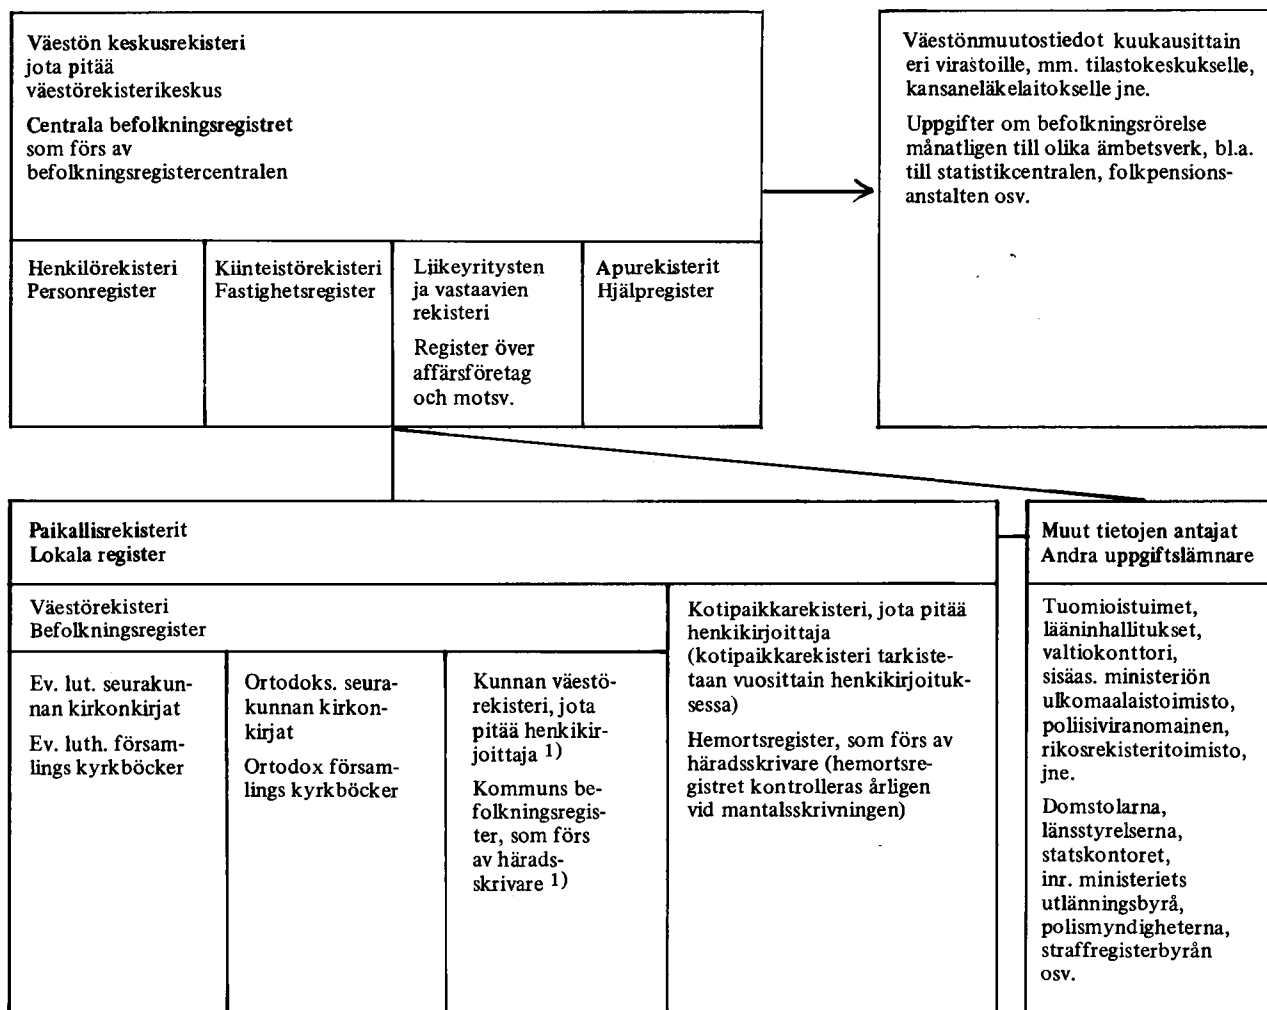 Väestön keskusrekisteri
jota pitää
väestörekisterikeskus
Centrala befolkningsregistret
som förs av
befolkningsregistercentralen
Väestönmuutostiedot kuukausittain
eri virastoille, mm. tilastokeskukselle,
kansaneläkelaitokselle jne.
Uppgifter om befolkningsrörelse
månatligen till olika ämbetsverk, bl.a.
till statistikcentralen, folkpensions-
anstalten osv.
Henkilörekisteri
Personregister
Kiinteistörekisteri
Fastighetsregister
Liikeyritysten
ja vastaavien
rekisteri
Register över
affärsföretag
och motsv.
Apurekisterit
Hjälpregister
Paikallisrekisterit
Lokala register
Väestörekisteri
Befolkningsregister
Ev. lut. seurakun-
nan kirkonkirjat
Ev. luth. försam-
lings kyrkböcker
Ortodoks. seura-
kunnan kirkon-
kirjat
Ortodox försam-
lings kyrkböcker
Kunnan väestö-
rekisteri, jota
pitää henkikir-
joittaja 1)
Kommuns be-
folkningsregis-
ter, som förs
av härads-
skrivare 1)
Kotipaikkarekisteri, jota pitää
henkikirjoittaja
(kotipaikkarekisteri tarkiste-
taan vuosittain henkikirjoituk-
sessa)
Hemortsregister, som förs av
häradsskrivare (hemortsre-
gistret kontrolleras årligen
vid mantalsskrivningen)
Muut tietojen antajat
Andra uppgiftslämnare
Tuomioistuimet,
lääninhallitukset,
valtiokonttori,
sisäas. ministeriön
ulkomaalaistoimisto,
poliisiviranomainen,
rikosrekisteritoimisto,
jne.
Domstolarna,
länsstyrelserna,
statskontoret,
inr. ministeriets
utlänningsbyrå,
polismyndigheterna,
straffregisterbyrån
osv.